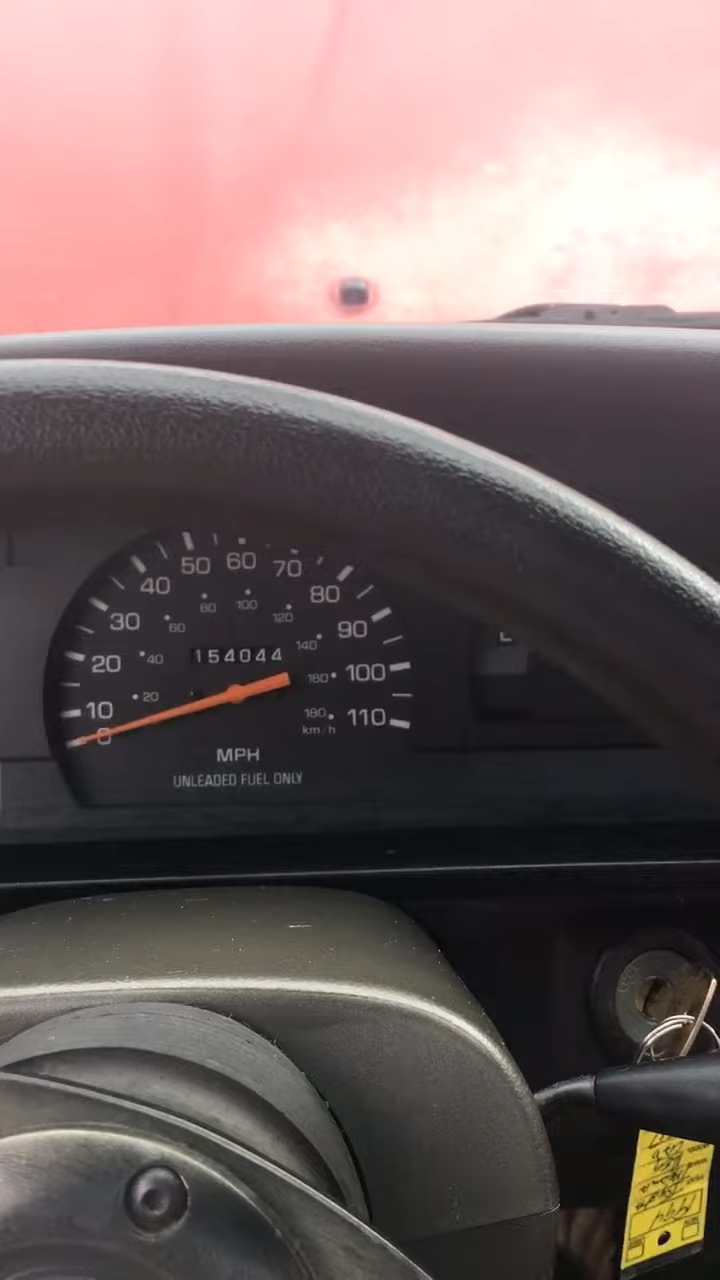 50 60 70
40 80
80 100 120
30 60 90
154044 140
20 40 160 100
20
10 180 110
0 km/h
MPH
UNLEADED FUEL ONLY